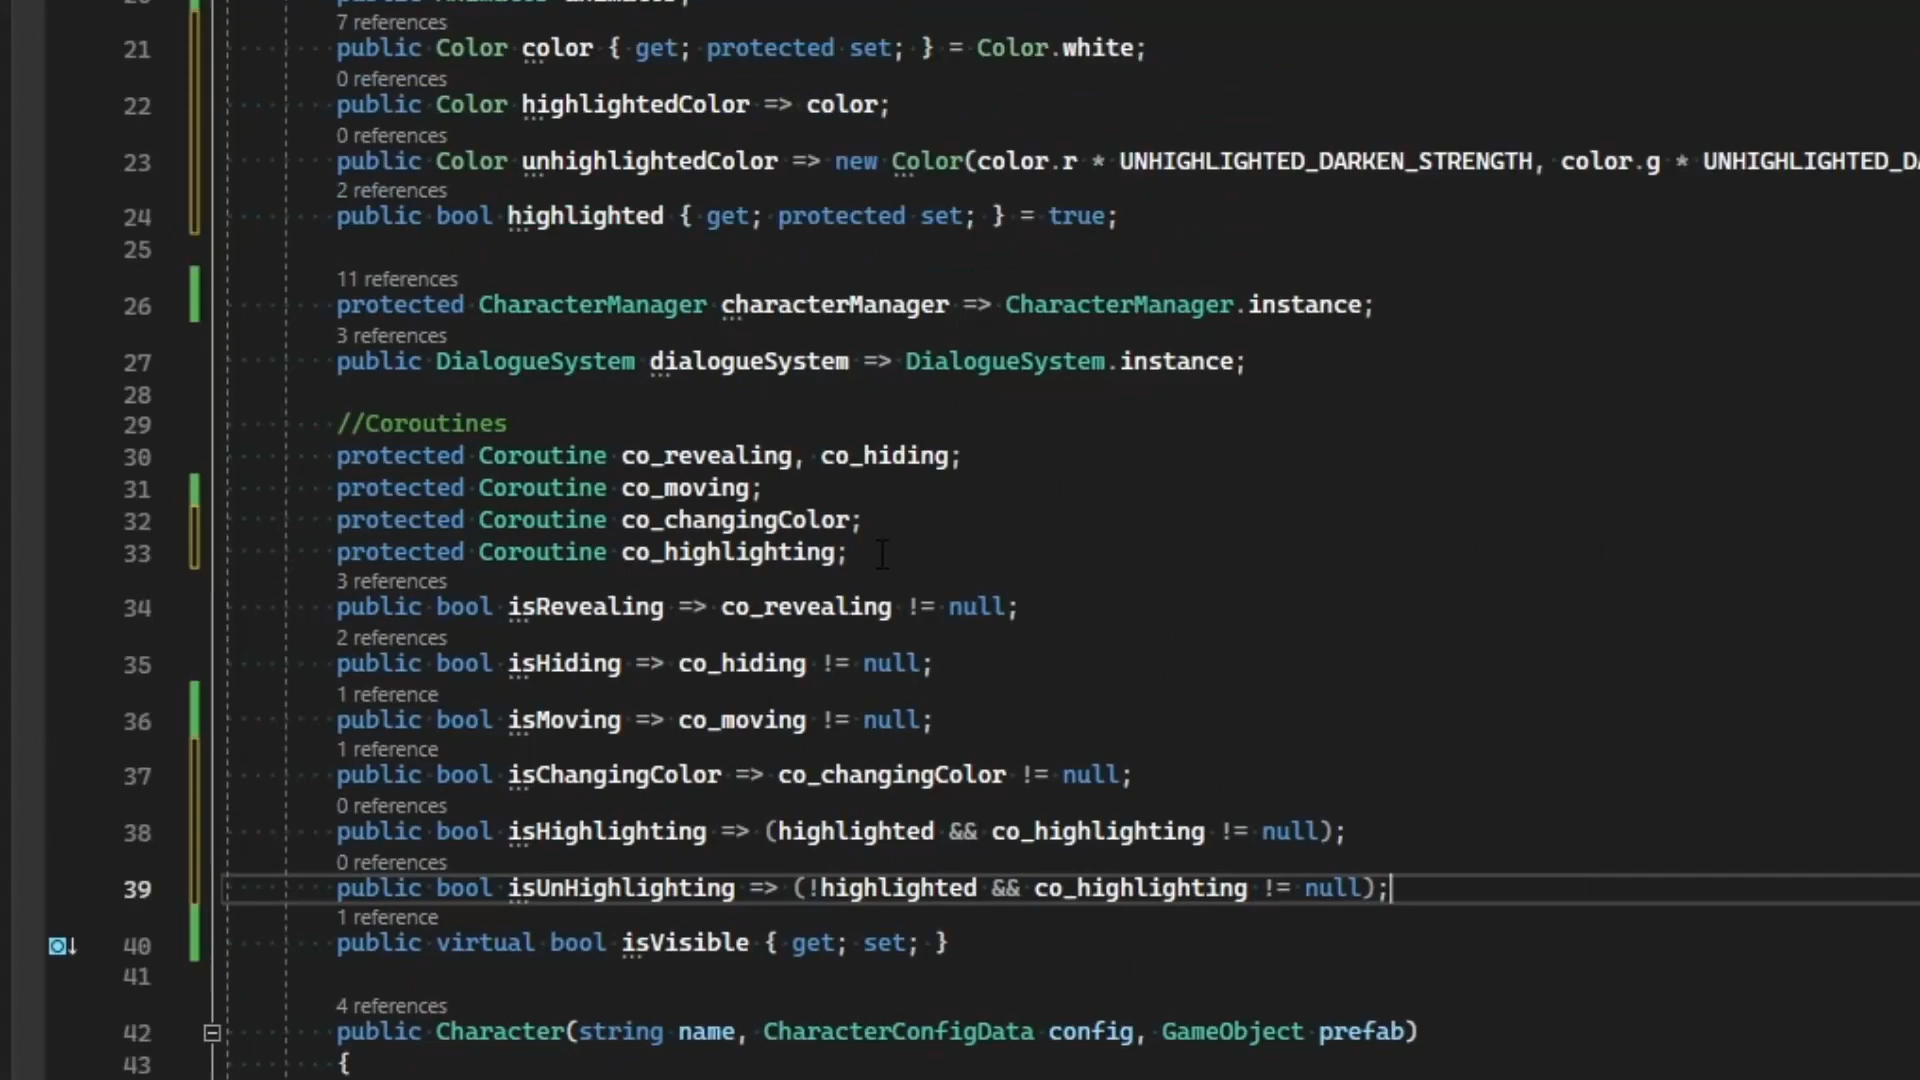 7 references
21 public Color color { get; protected set; } = Color.white;
0 references
22 public Color highlightedColor => color;
0 references
23 public Color unhighlightedColor => new Color(color.r * UNHIGHLIGHTED_DARKEN_STRENGTH, color.g * UNHIGHLIGHTED_DA
2 references
24 public bool highlighted { get; protected set; } = true;
25
11 references
26 protected CharacterManager characterManager => CharacterManager.instance;
3 references
27 public DialogueSystem dialogueSystem => DialogueSystem.instance;
28
29 //Coroutines
30 protected Coroutine co_revealing, co_hiding;
31 protected Coroutine co_moving;
32 protected Coroutine co_changingColor;
33 protected Coroutine co_highlighting;
3 references
34 public bool isRevealing => co_revealing != null;
2 references
35 public bool isHiding => co_hiding != null;
1 reference
36 public bool isMoving => co_moving != null;
1 reference
37 public bool isChangingColor => co_changingColor != null;
0 references
38 public bool isHighlighting => (highlighted && co_highlighting != null);
0 references
39 public bool isUnHighlighting => (!highlighted && co_highlighting != null);
1 reference
40 public virtual bool isVisible { get; set; }
41
4 references
42 public Character(string name, CharacterConfigData config, GameObject prefab)
43 {